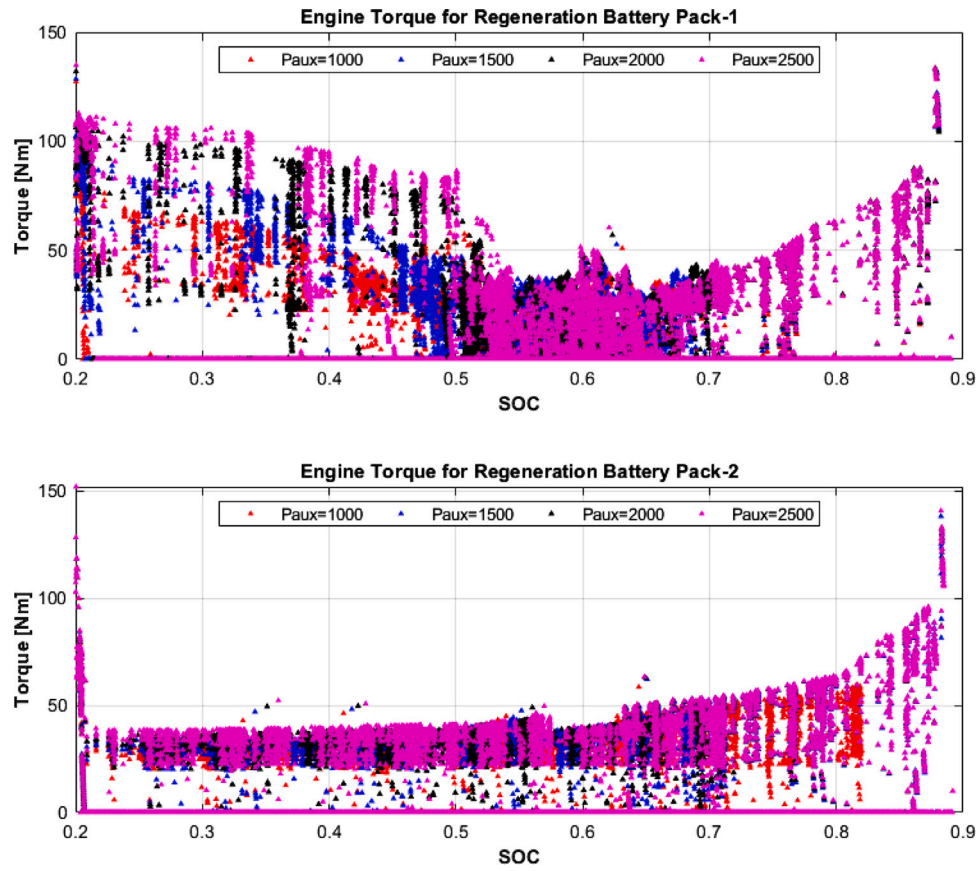 Engine Torque for Regeneration Battery Pack-1
150
Paux=1000 Paux=1500 Paux=2000 Paux=2500
100
Torque [Nm]
50
0
0.2 0.3 0.4 0.5 0.6 0.7 0.8 0.9
SOC
Engine Torque for Regeneration Battery Pack-2
150
Paux=1000 Paux=1500 Paux=2000 Paux=2500
100
Torque [Nm]
50
0
0.2 0.3 0.4 0.5 0.6 0.7 0.8 0.9
SOC